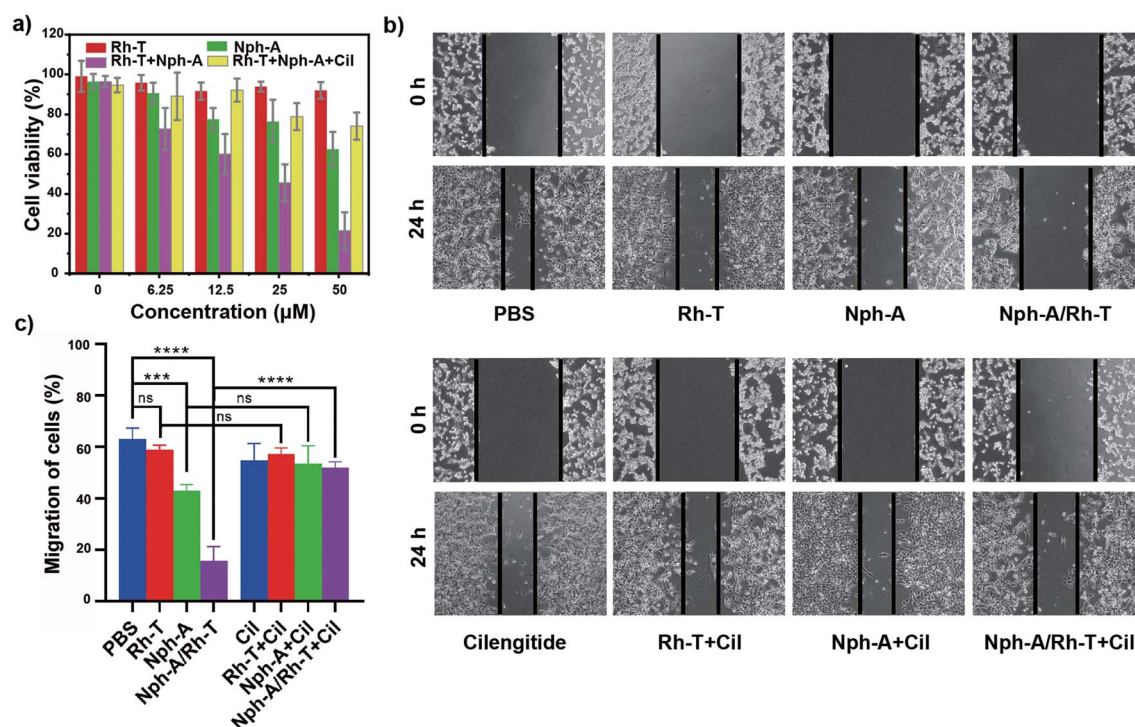 a)
120
100
80
60
40
20
0
Cell viability (%)
Rh-T
Nph-A
Rh-T+Nph-A
Rh-T+Nph-A+Cil
0 6.25 12.5 25 50
Concentration (µM)
b)
0 h
24 h
PBS Rh-T Nph-A Nph-A/Rh-T
0 h
24 h
Cilengitide Rh-T+Cil Nph-A+Cil Nph-A/Rh-T+Cil
c)
100
80
60
40
20
0
Migration of cells (%)
****
*** ****
ns ns
ns
PBS
Rh-T
Nph-A
Nph-A/Rh-T
Cil
Rh-T+Cil
Nph-A+Cil
Nph-A/Rh-T+Cil